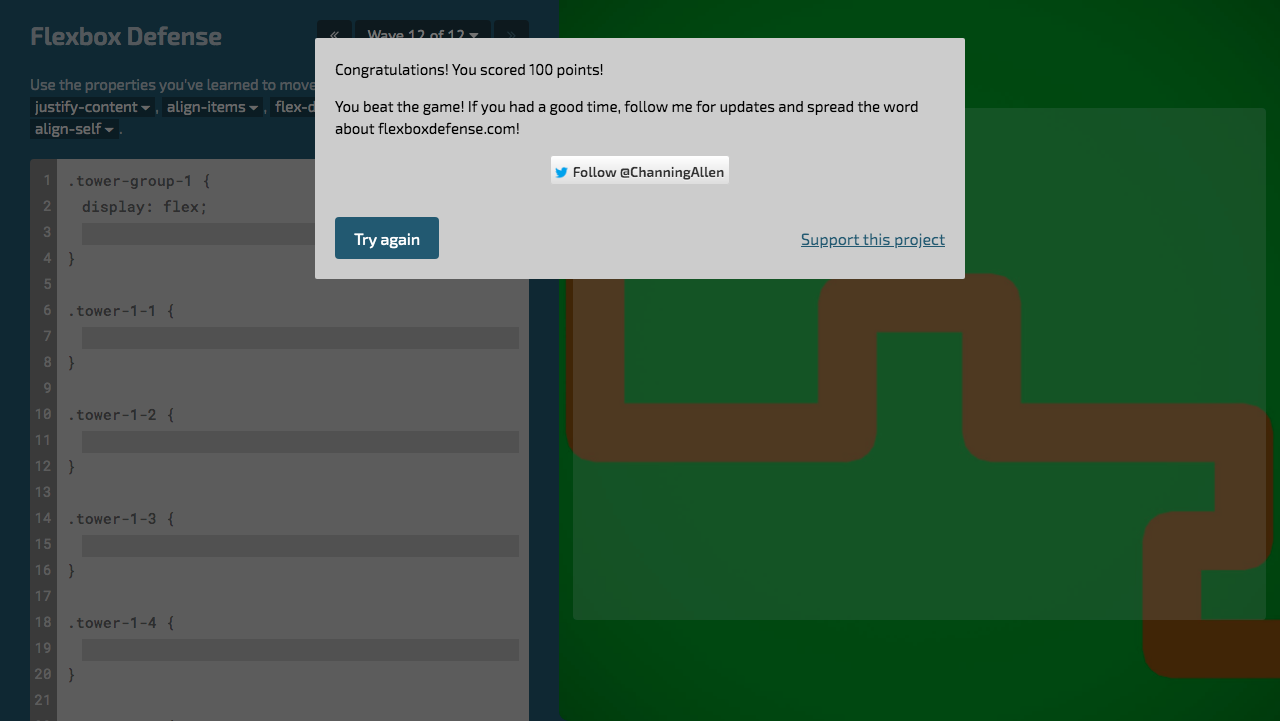 Flexbox Defense
« Wave 12 of 12 »
Use the properties you've learned to move
justify-content , align-items , flex-d
align-self .
Congratulations! You scored 100 points!
You beat the game! If you had a good time, follow me for updates and spread the word
about flexboxdefense.com!
Follow @ChanningAllen
Try again
Support this project
1 .tower-group-1 {
2 display: flex;
3
4 }
5
6 .tower-1-1 {
7
8 }
9
10 .tower-1-2 {
11
12 }
13
14 .tower-1-3 {
15
16 }
17
18 .tower-1-4 {
19
20 }
21